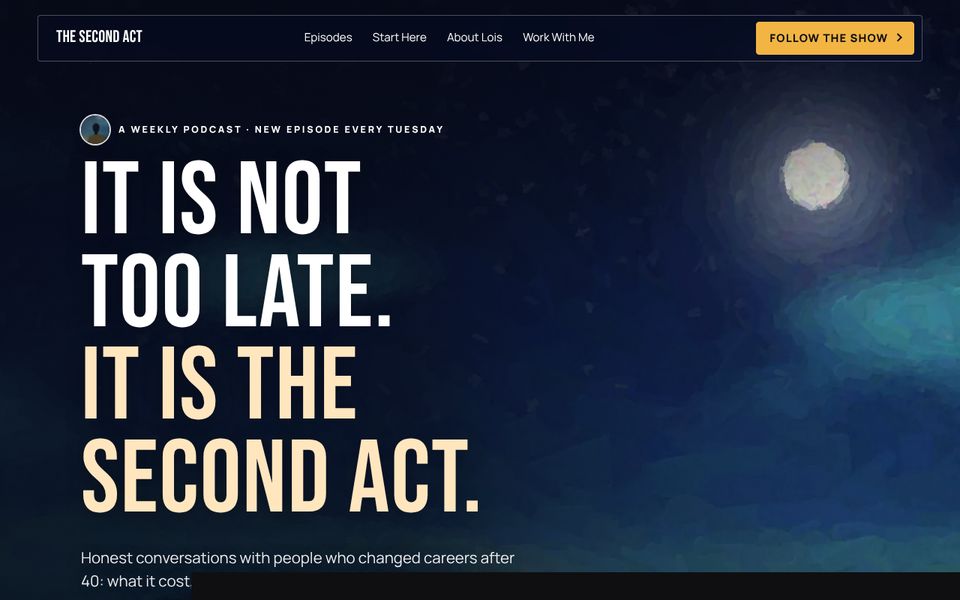 THE SECOND ACT
Episodes
Start Here
About Lois
Work With Me
FOLLOW THE SHOW
A WEEKLY PODCAST · NEW EPISODE EVERY TUESDAY
IT IS NOT
TOO LATE.
IT IS THE
SECOND ACT.
Honest conversations with people who changed careers after
40: what it cost